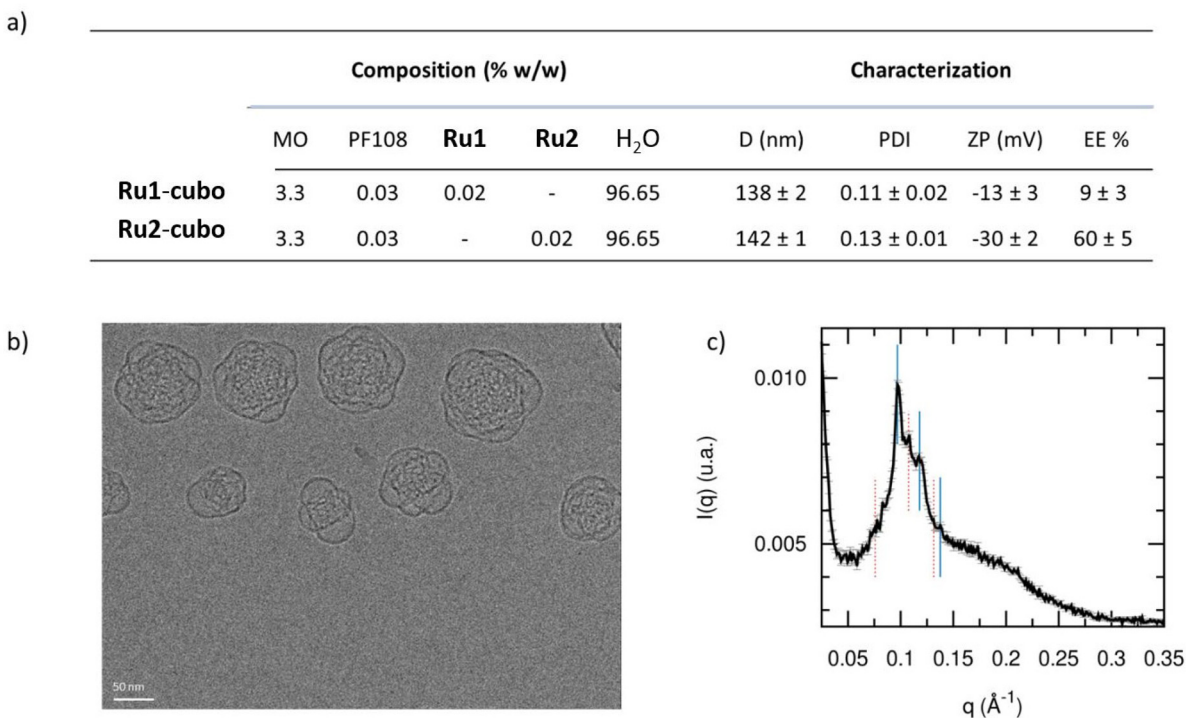 a)
Composition (% w/w) Characterization
MO PF108 Ru1 Ru2 H₂O D (nm) PDI ZP (mV) EE %
Ru1-cubo 3.3 0.03 0.02 - 96.65 138 ± 2 0.11 ± 0.02 -13 ± 3 9 ± 3
Ru2-cubo 3.3 0.03 - 0.02 96.65 142 ± 1 0.13 ± 0.01 -30 ± 2 60 ± 5
b)
50 nm
c)
0.010
0.005
I(q) (u.a.)
0.05 0.1 0.15 0.2 0.25 0.3 0.35
q (Å⁻¹)